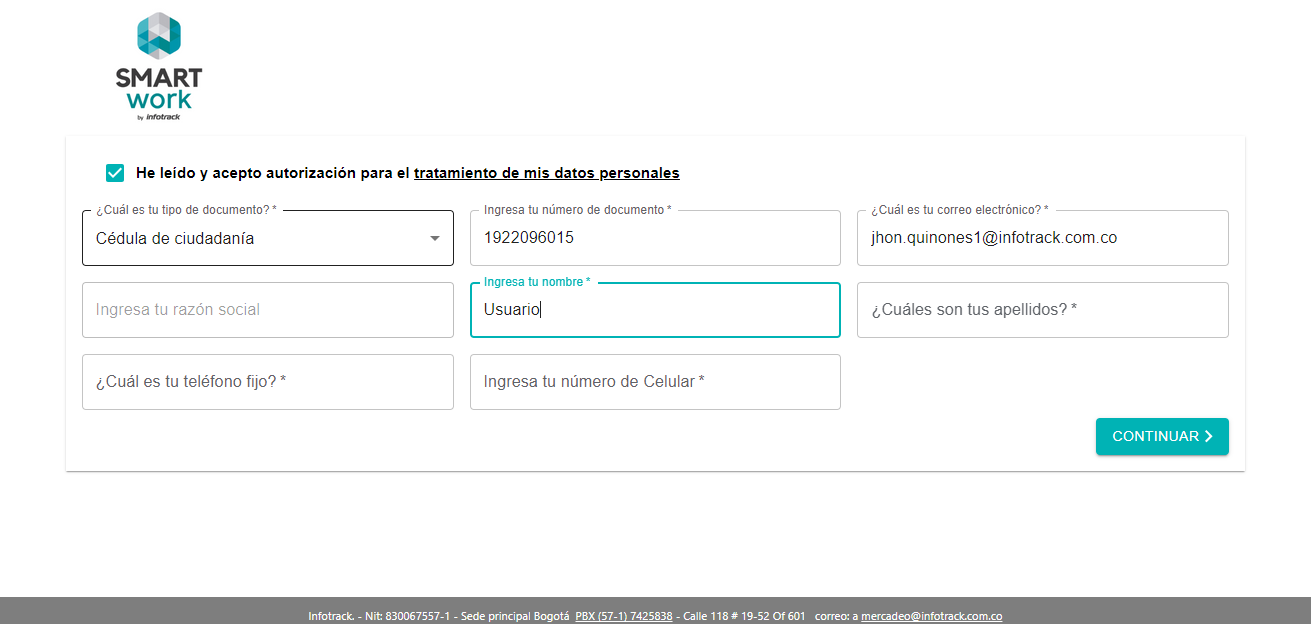 SMART
work
by infotrack
He leído y acepto autorización para el tratamiento de mis datos personales
¿Cuál es tu tipo de documento? *
Cédula de ciudadanía
Ingresa tu número de documento *
1922096015
¿Cuál es tu correo electrónico? *
jhon.quinones1@infotrack.com.co
Ingresa tu razón social
Ingresa tu nombre *
Usuario
¿Cuáles son tus apellidos? *
¿Cuál es tu teléfono fijo? *
Ingresa tu número de Celular *
CONTINUAR
Infotrack. - Nit: 830067557-1 - Sede principal Bogotá PBX (57-1) 7425838 - Calle 118 # 19-52 Of 601 correo: a mercadeo@infotrack.com.co